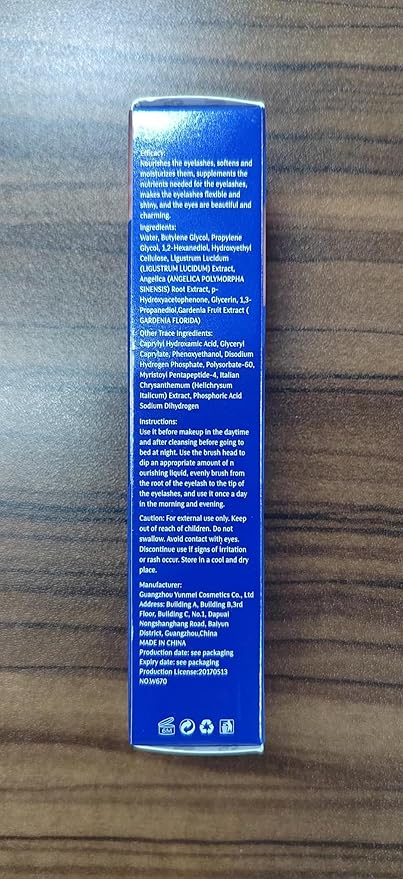 Efficacy:
Nourishes the eyelashes, softens and
moisturizes them, supplements the
nutrients needed for the eyelashes,
makes the eyelashes flexible and
shiny, and the eyes are beautiful and
charming.
Ingredients:
Water, Butylene Glycol, Propylene
Glycol, 1,2-Hexanediol, Hydroxyethyl
Cellulose, Ligustrum Lucidum
(LIGUSTRUM LUCIDUM) Extract,
Angelica (ANGELICA POLYMORPHA
SINENSIS) Root Extract, p-
Hydroxyacetophenone, Glycerin, 1,3-
Propanediol,Gardenia Fruit Extract (
GARDENIA FLORIDA)
Other Trace Ingredients:
Caprylyl Hydroxamic Acid, Glyceryl
Caprylate, Phenoxyethanol, Disodium
Hydrogen Phosphate, Polysorbate-60,
Myristoyl Pentapeptide-4, Italian
Chrysanthemum (Helichrysum
Italicum) Extract, Phosphoric Acid
Sodium Dihydrogen
Instructions:
Use it before makeup in the daytime
and after cleansing before going to
bed at night. Use the brush head to
dip an appropriate amount of n
ourishing liquid, evenly brush from
the root of the eyelash to the tip of
the eyelashes, and use it once a day
in the morning and evening.
Caution: For external use only. Keep
out of reach of children. Do not
swallow. Avoid contact with eyes.
Discontinue use if signs of irritation
or rash occur. Store in a cool and dry
place.
Manufacturer:
Guangzhou Yunmei Cosmetics Co., Ltd
Address: Building A, Building B,3rd
Floor, Building C, No.1, Dapuai
Nongshanghang Road, Baiyun
District, Guangzhou,China
MADE IN CHINA
Production date: see packaging
Expiry date: see packaging
Production License:20170513
NO.W670
6M